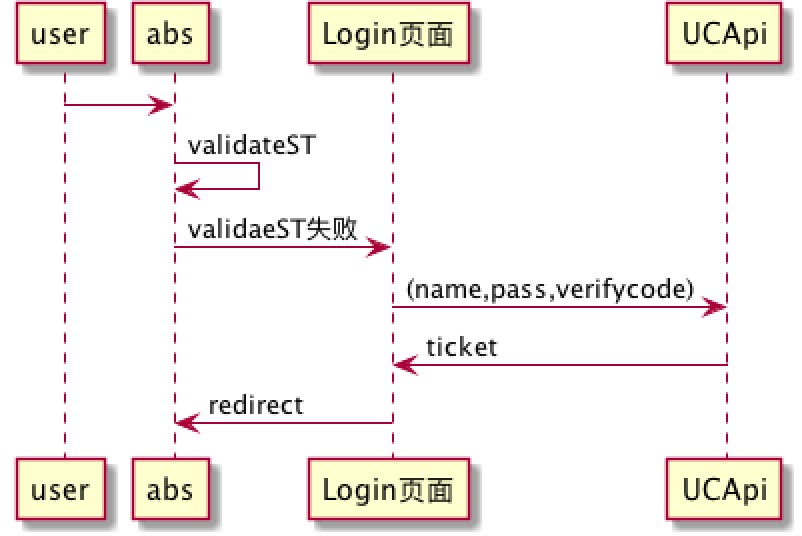 user abs Login页面 UCApi
validateST
validaeST失败
(name,pass,verifycode)
ticket
redirect
user abs Login页面 UCApi